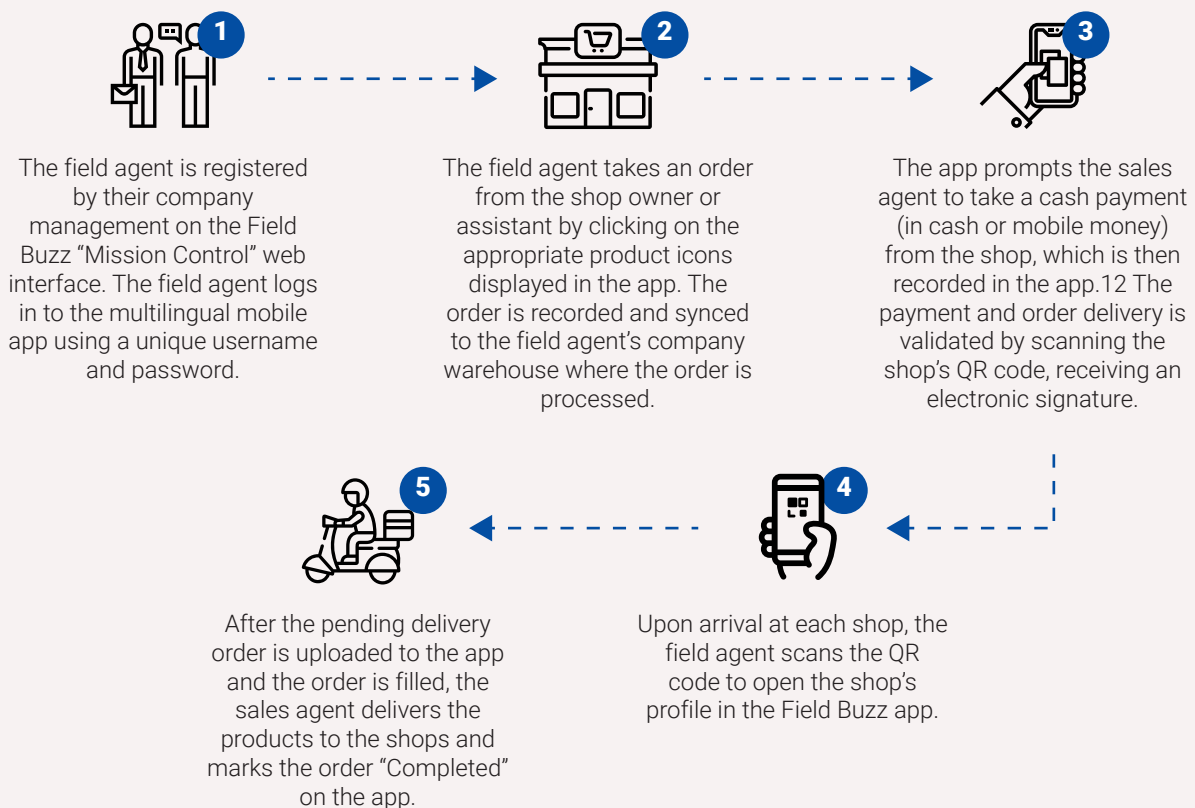 1
The field agent is registered
by their company
management on the Field
Buzz “Mission Control” web
interface. The field agent logs
in to the multilingual mobile
app using a unique username
and password.
2
The field agent takes an order
from the shop owner or
assistant by clicking on the
appropriate product icons
displayed in the app. The
order is recorded and synced
to the field agent’s company
warehouse where the order is
processed.
3
The app prompts the sales
agent to take a cash payment
(in cash or mobile money)
from the shop, which is then
recorded in the app.12 The
payment and order delivery is
validated by scanning the
shop’s QR code, receiving an
electronic signature.
4
Upon arrival at each shop, the
field agent scans the QR
code to open the shop’s
profile in the Field Buzz app.
5
After the pending delivery
order is uploaded to the app
and the order is filled, the
sales agent delivers the
products to the shops and
marks the order “Completed”
on the app.